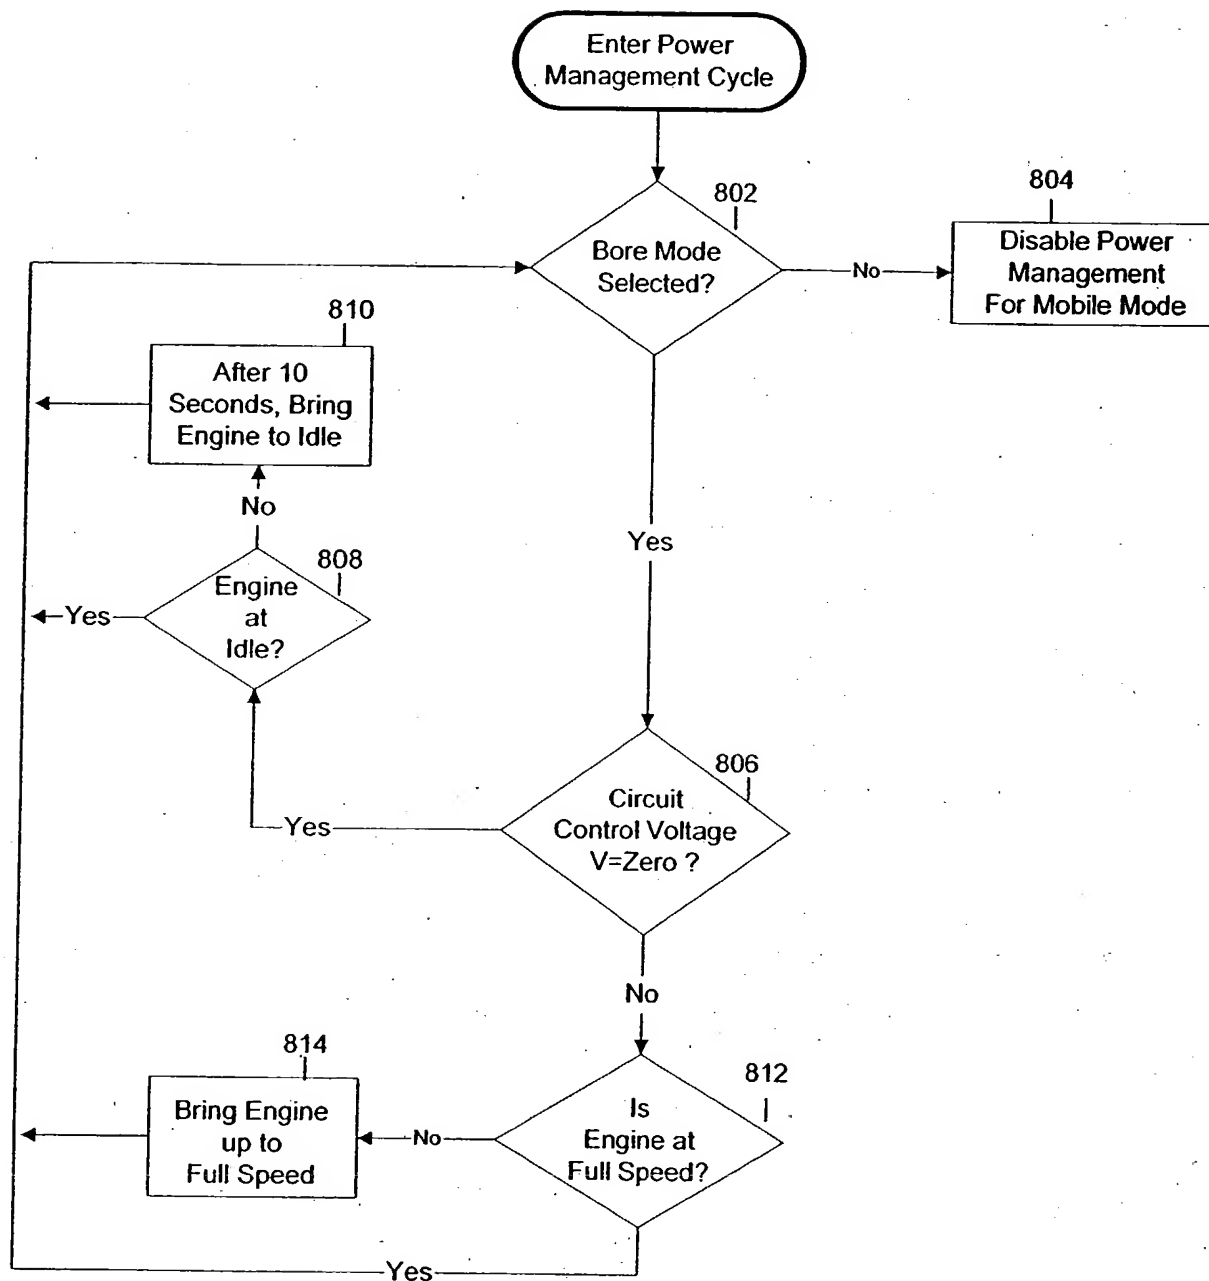 Enter Power
Management Cycle
802
Bore Mode
Selected?
No
804
Disable Power
Management
For Mobile Mode
810
After 10
Seconds, Bring
Engine to Idle
No
808
Engine
at
Idle?
Yes
Yes
806
Circuit
Control Voltage
V=Zero ?
Yes
No
814
Bring Engine
up to
Full Speed
No
812
Is
Engine at
Full Speed?
Yes